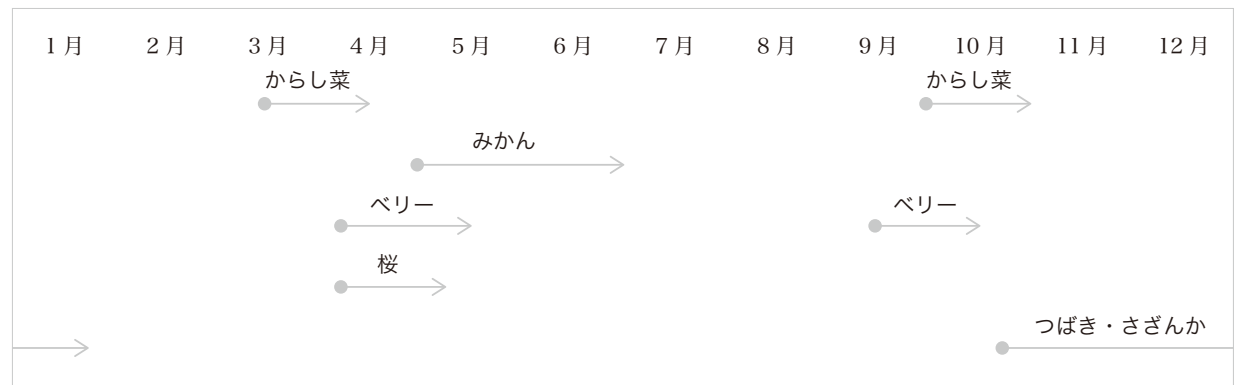 1月 2月 3月 4月 5月 6月 7月 8月 9月 10月 11月 12月
からし菜 からし菜
みかん
ベリー ベリー
桜
つばき・さざんか